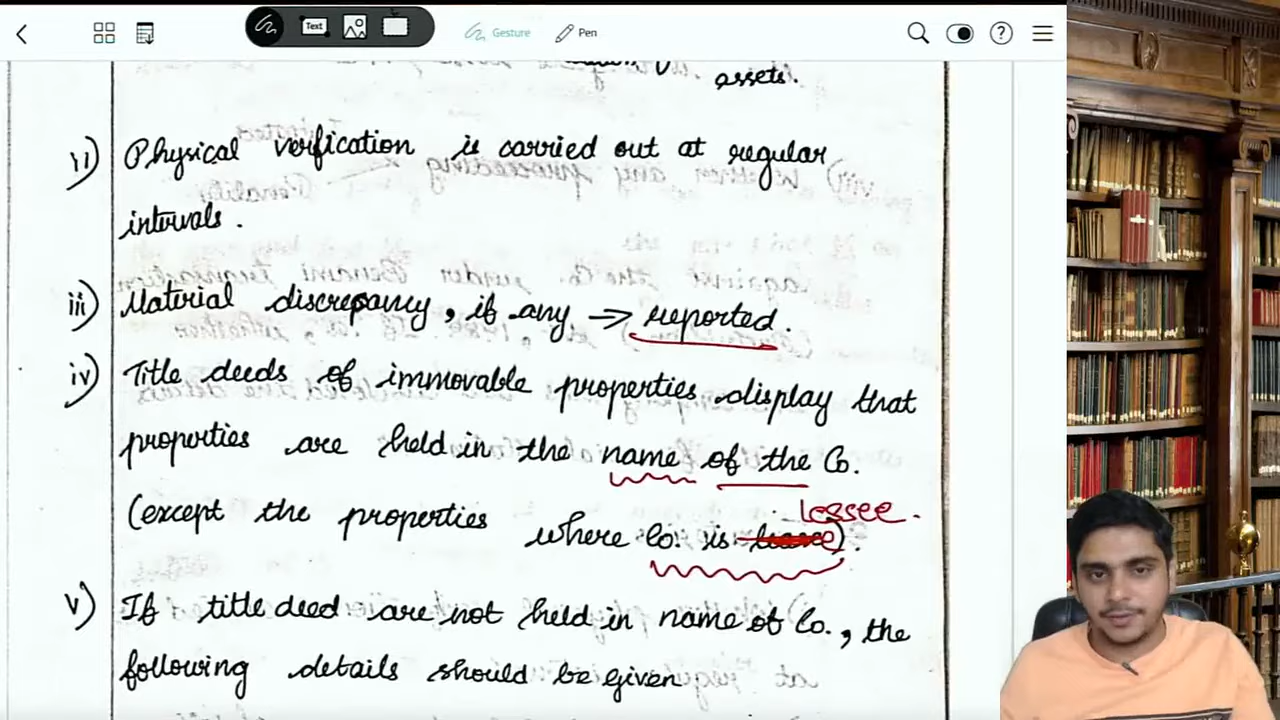 Text
Gesture
Pen
assets.
ii) Physical verfication is carried out at regular
intervals.
iii) Material discrepancy, if any → reported.
iv) Title deeds of immovable properties display that
properties are held in the name of the Co.
lessee.
(except the properties where Co. is).
v) If title deed are not held in name of Co., the
following details should be given